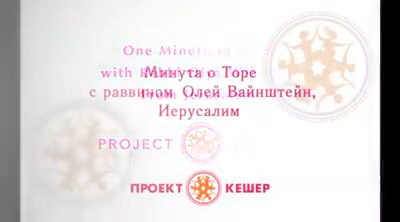 One Minute
with
Минута о Торе
с раввином Олей Вайнштейн,
Иерусалим
PROJECT
ПРОЕКТ КЕШЕР